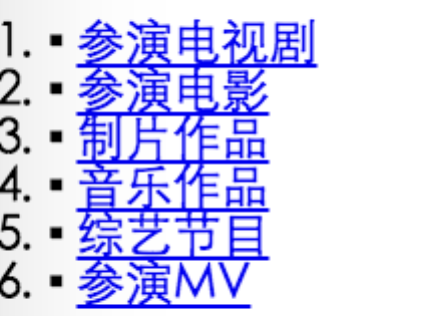 1. ▪ 参演电视剧
2. ▪ 参演电影
3. ▪ 制片作品
4. ▪ 音乐作品
5. ▪ 综艺节目
6. ▪ 参演MV